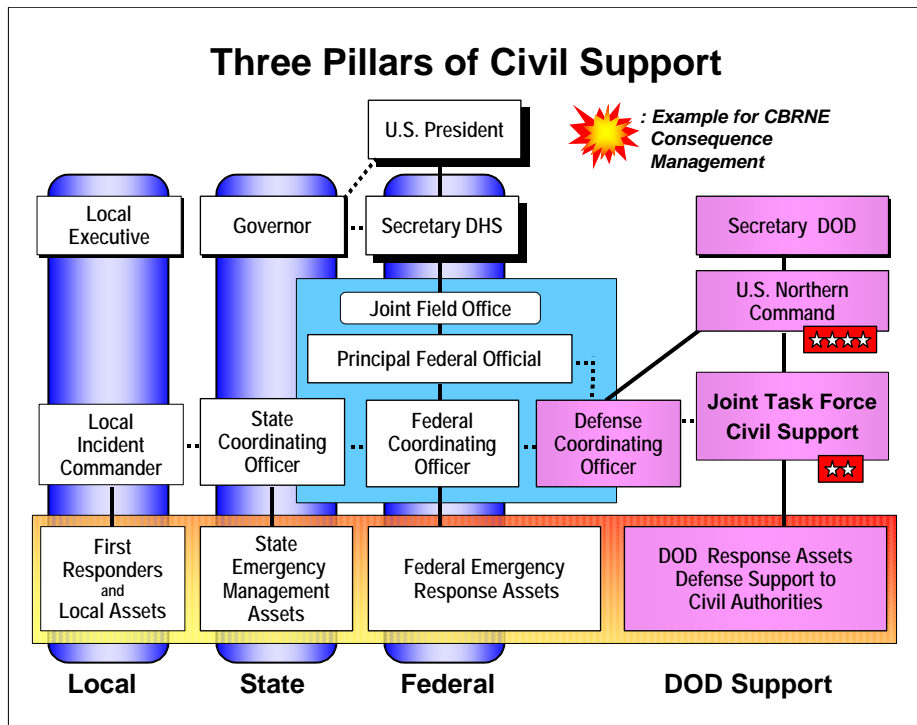 Three Pillars of Civil Support
U.S. President
: Example for CBRNE
Consequence
Management
Local
Executive
Governor
Secretary DHS
Secretary DOD
Joint Field Office
U.S. Northern
Command
Principal Federal Official
Local
Incident
Commander
State
Coordinating
Officer
Federal
Coordinating
Officer
Defense
Coordinating
Officer
Joint Task Force
Civil Support
First
Responders
and
Local Assets
State
Emergency
Management
Assets
Federal Emergency
Response Assets
DOD Response Assets
Defense Support to
Civil Authorities
Local
State
Federal
DOD Support